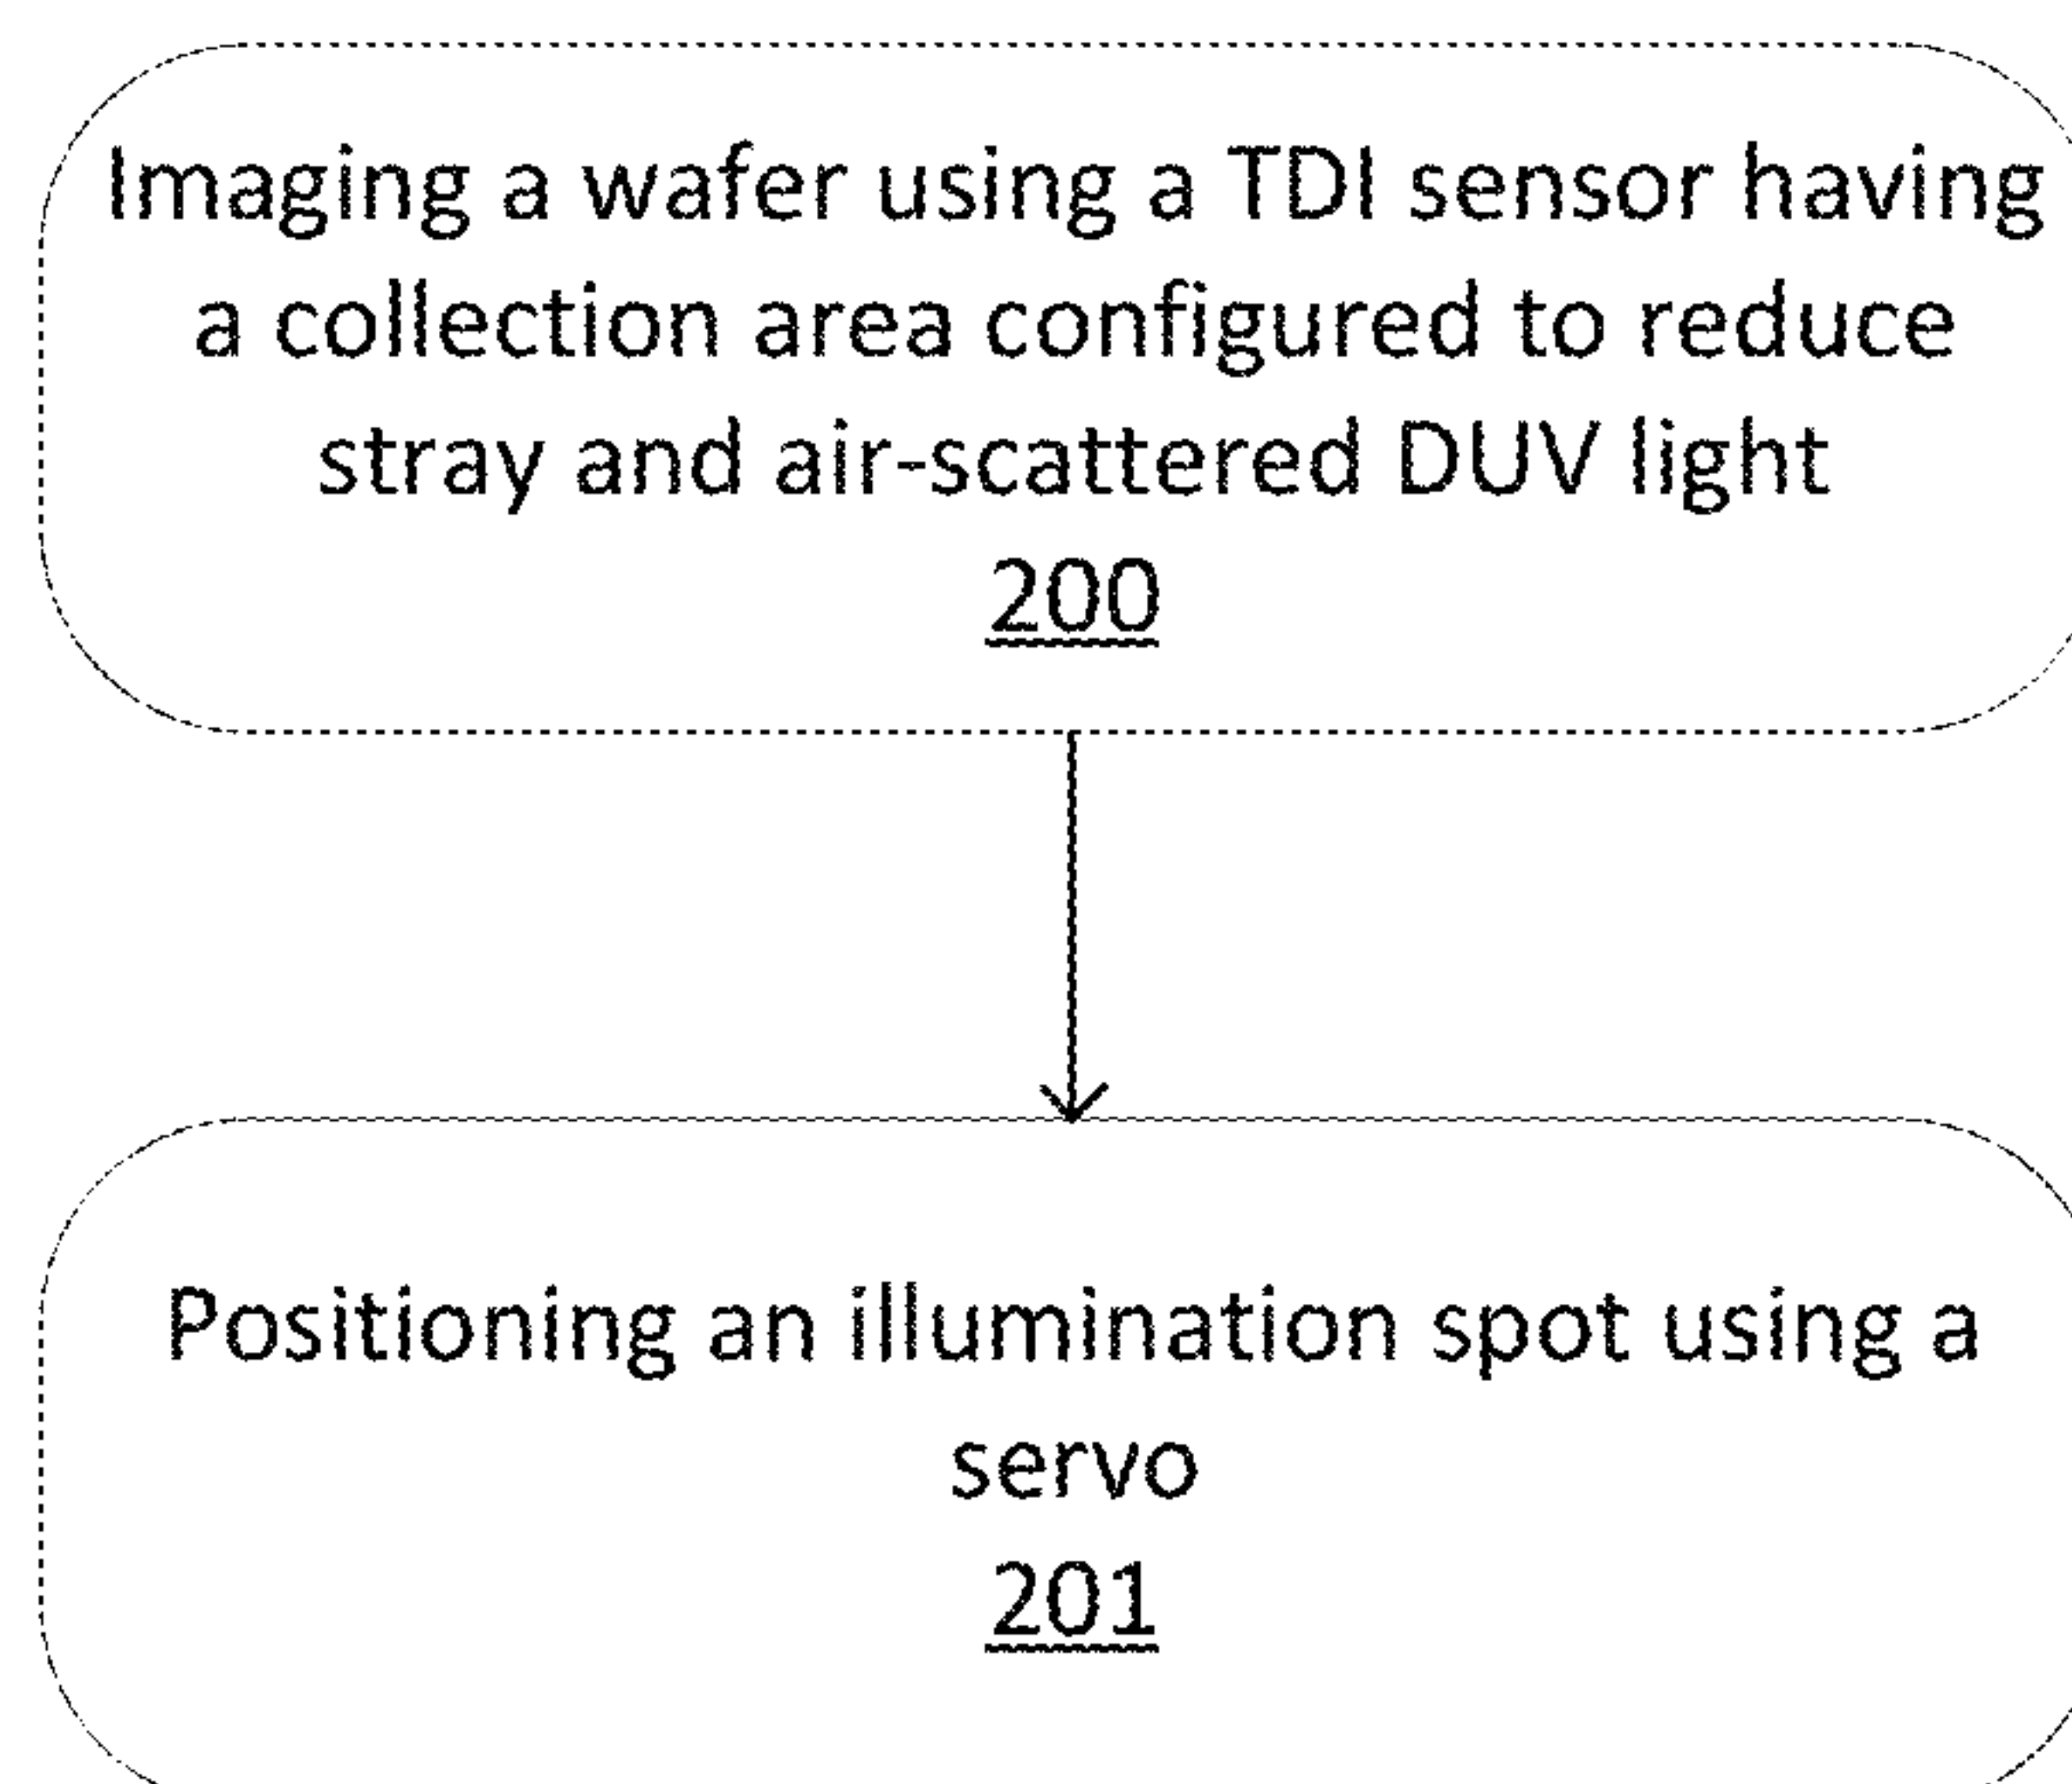 Imaging a wafer using a TDI sensor having
a collection area configured to reduce
stray and air-scattered DUV light
200
Positioning an illumination spot using a
servo
201